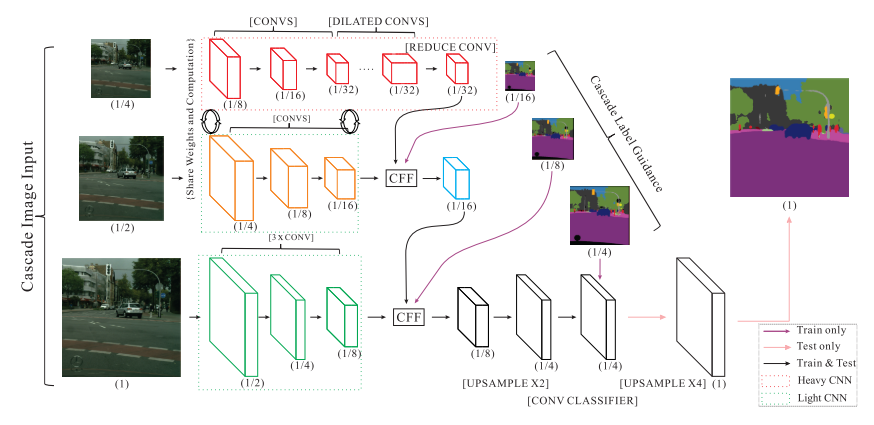 [CONVS]
[DILATED CONVS]
[REDUCE CONV]
(1/4)
(1/8)
(1/16)
(1/32)
(1/32)
(1/32)
(1/16)
Cascade Image Input
{Share Weights and Computation}
Cascade Label Guidance
[CONVS]
(1/2)
(1/4)
(1/8)
(1/16)
CFF
(1/16)
(1/8)
(1)
[3 X CONV]
(1/4)
(1)
(1/2)
(1/4)
(1/8)
CFF
(1/8)
(1/4)
(1/4)
(1)
[UPSAMPLE X2]
[UPSAMPLE X4]
[CONV CLASSIFIER]
Train only
Test only
Train & Test
Heavy CNN
Light CNN